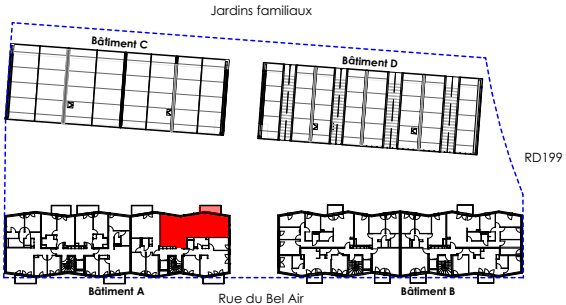 Jardins familiaux
Bâtiment C
Bâtiment D
RD199
Bâtiment A
Bâtiment B
Rue du Bel Air